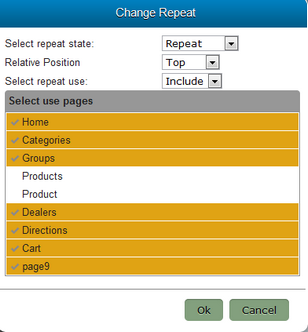 Change Repeat
Select repeat state: Repeat
Relative Position Top
Select repeat use: Include
Select use pages
Home
Categories
Groups
Products
Product
Dealers
Directions
Cart
page9
Ok Cancel